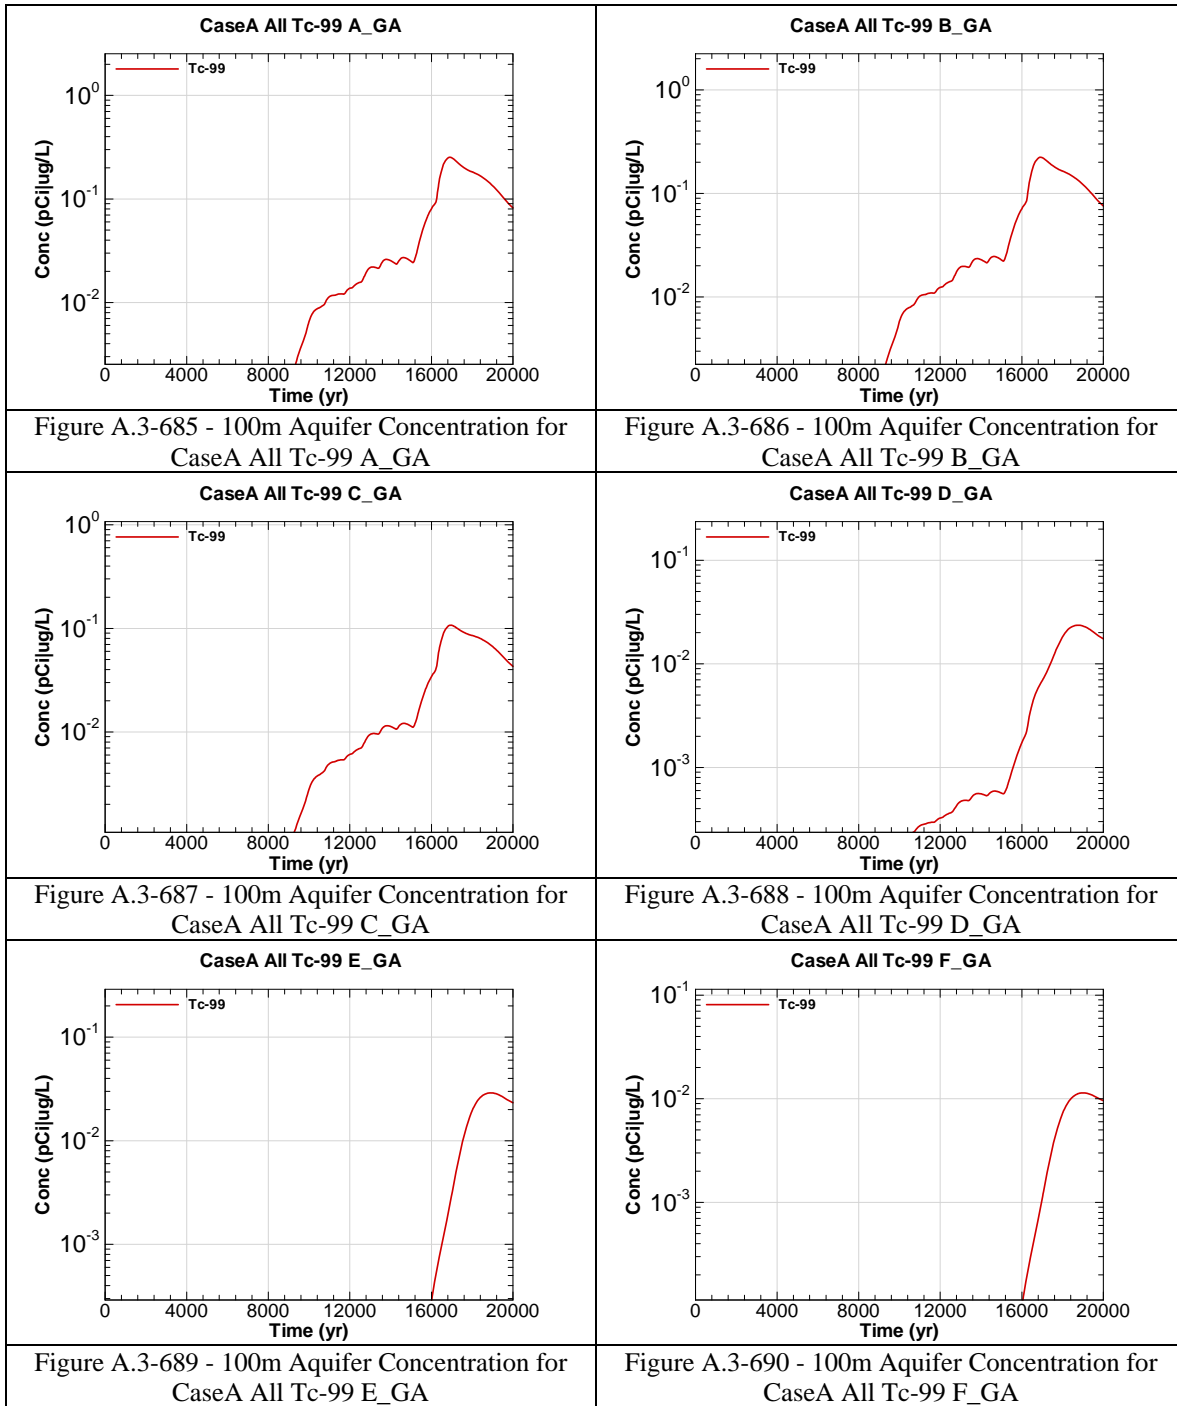 CaseA All Tc-99 A_GA
Tc-99
10^0
10^-1
10^-2
Conc (pCi|ug/L)
0 4000 8000 12000 16000 20000
Time (yr)
Figure A.3-685 - 100m Aquifer Concentration for
CaseA All Tc-99 A_GA
CaseA All Tc-99 B_GA
Tc-99
10^0
10^-1
10^-2
Conc (pCi|ug/L)
0 4000 8000 12000 16000 20000
Time (yr)
Figure A.3-686 - 100m Aquifer Concentration for
CaseA All Tc-99 B_GA
CaseA All Tc-99 C_GA
Tc-99
10^0
10^-1
10^-2
Conc (pCi|ug/L)
0 4000 8000 12000 16000 20000
Time (yr)
Figure A.3-687 - 100m Aquifer Concentration for
CaseA All Tc-99 C_GA
CaseA All Tc-99 D_GA
Tc-99
10^-1
10^-2
10^-3
Conc (pCi|ug/L)
0 4000 8000 12000 16000 20000
Time (yr)
Figure A.3-688 - 100m Aquifer Concentration for
CaseA All Tc-99 D_GA
CaseA All Tc-99 E_GA
Tc-99
10^-1
10^-2
10^-3
Conc (pCi|ug/L)
0 4000 8000 12000 16000 20000
Time (yr)
Figure A.3-689 - 100m Aquifer Concentration for
CaseA All Tc-99 E_GA
CaseA All Tc-99 F_GA
Tc-99
10^-1
10^-2
10^-3
Conc (pCi|ug/L)
0 4000 8000 12000 16000 20000
Time (yr)
Figure A.3-690 - 100m Aquifer Concentration for
CaseA All Tc-99 F_GA